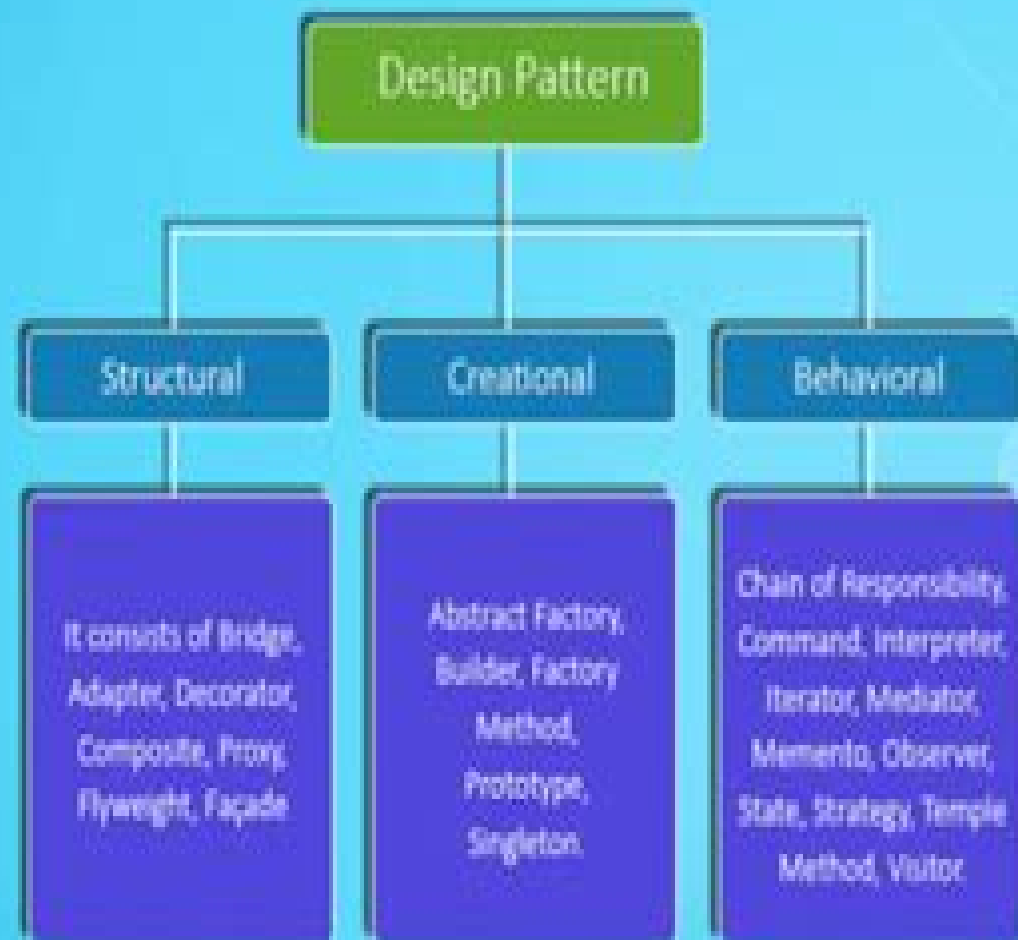 Design Pattern
Structural
Creational
Behavioral
It consists of Bridge,
Adapter, Decorator,
Composite, Proxy,
Flyweight, Façade
Abstract Factory,
Builder, Factory
Method,
Prototype,
Singleton.
Chain of Responsibility,
Command, Interpreter,
Iterator, Mediator,
Memento, Observer,
State, Strategy, Temple
Method, Visitor